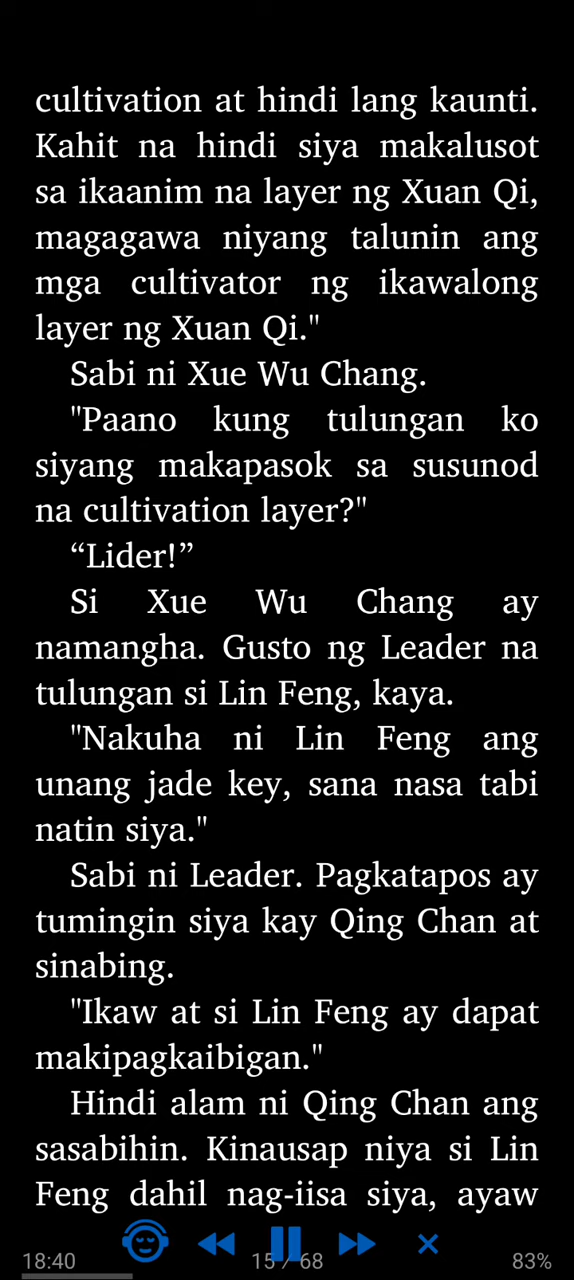 cultivation at hindi lang kaunti.
Kahit na hindi siya makalusot
sa ikaanim na layer ng Xuan Qi,
magagawa niyang talunin ang
mga cultivator ng ikawalong
layer ng Xuan Qi."
Sabi ni Xue Wu Chang.
"Paano kung tulungan ko
siyang makapasok sa susunod
na cultivation layer?"
“Lider!”
Si Xue Wu Chang ay
namangha. Gusto ng Leader na
tulungan si Lin Feng, kaya.
"Nakuha ni Lin Feng ang
unang jade key, sana nasa tabi
natin siya."
Sabi ni Leader. Pagkatapos ay
tumingin siya kay Qing Chan at
sinabing.
"Ikaw at si Lin Feng ay dapat
makipagkaibigan."
Hindi alam ni Qing Chan ang
sasabihin. Kinausap niya si Lin
Feng dahil nag-iisa siya, ayaw
18:40 15 / 68 83%